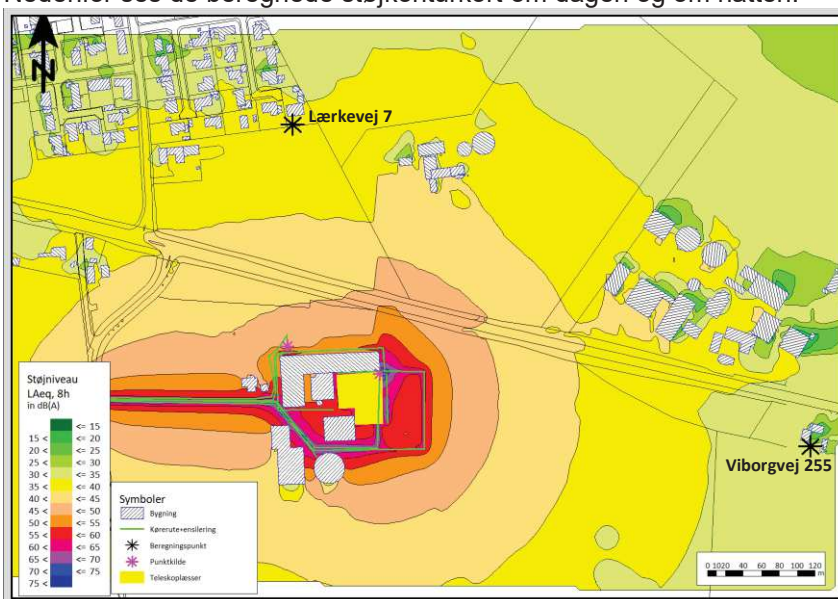 Nedenfor ses de beregnede støjkonturkort om dagen og om natten.
N
Lærkevej 7
Viborgvej 255
Støjniveau
LAeq, 8h
in dB(A)
<= 15
15 < <= 20
20 < <= 25
25 < <= 30
30 < <= 35
35 < <= 40
40 < <= 45
45 < <= 50
50 < <= 55
55 < <= 60
60 < <= 65
65 < <= 70
70 < <= 75
75 <
Symboler
Bygning
Kørerute+ensilering
Beregningspunkt
Punktkilde
Teleskoplæsser
0 10 20 40 60 80 100 120
m